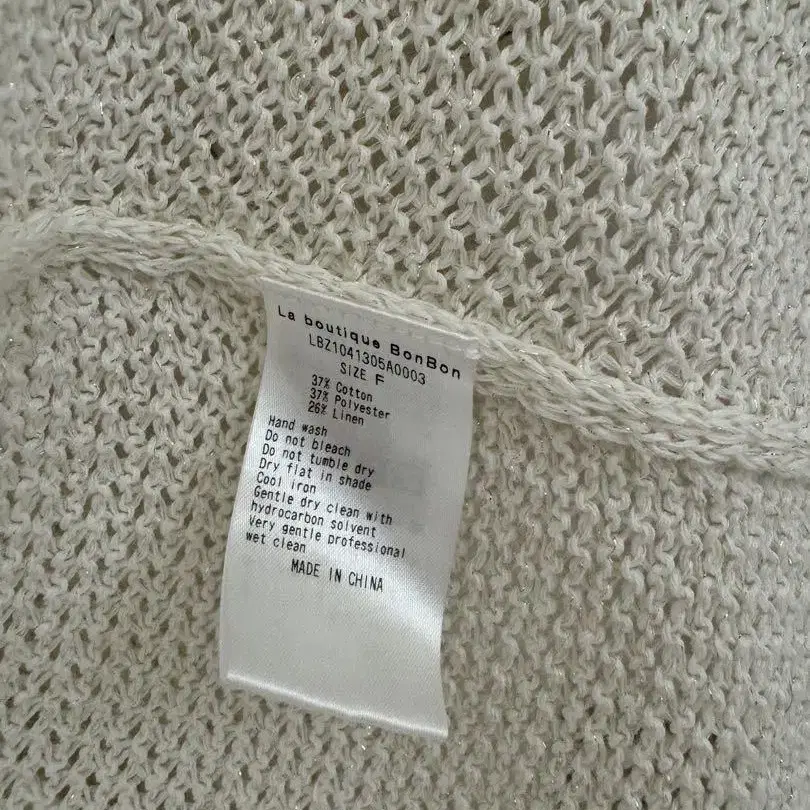 La boutique BonBon
LBZ1041305A0003
SIZE F
37% Cotton
37% Polyester
26% Linen
Hand wash
Do not bleach
Do not tumble dry
Dry flat in shade
Cool iron
Gentle dry clean with
hydrocarbon solvent
Very gentle professional
wet clean
MADE IN CHINA